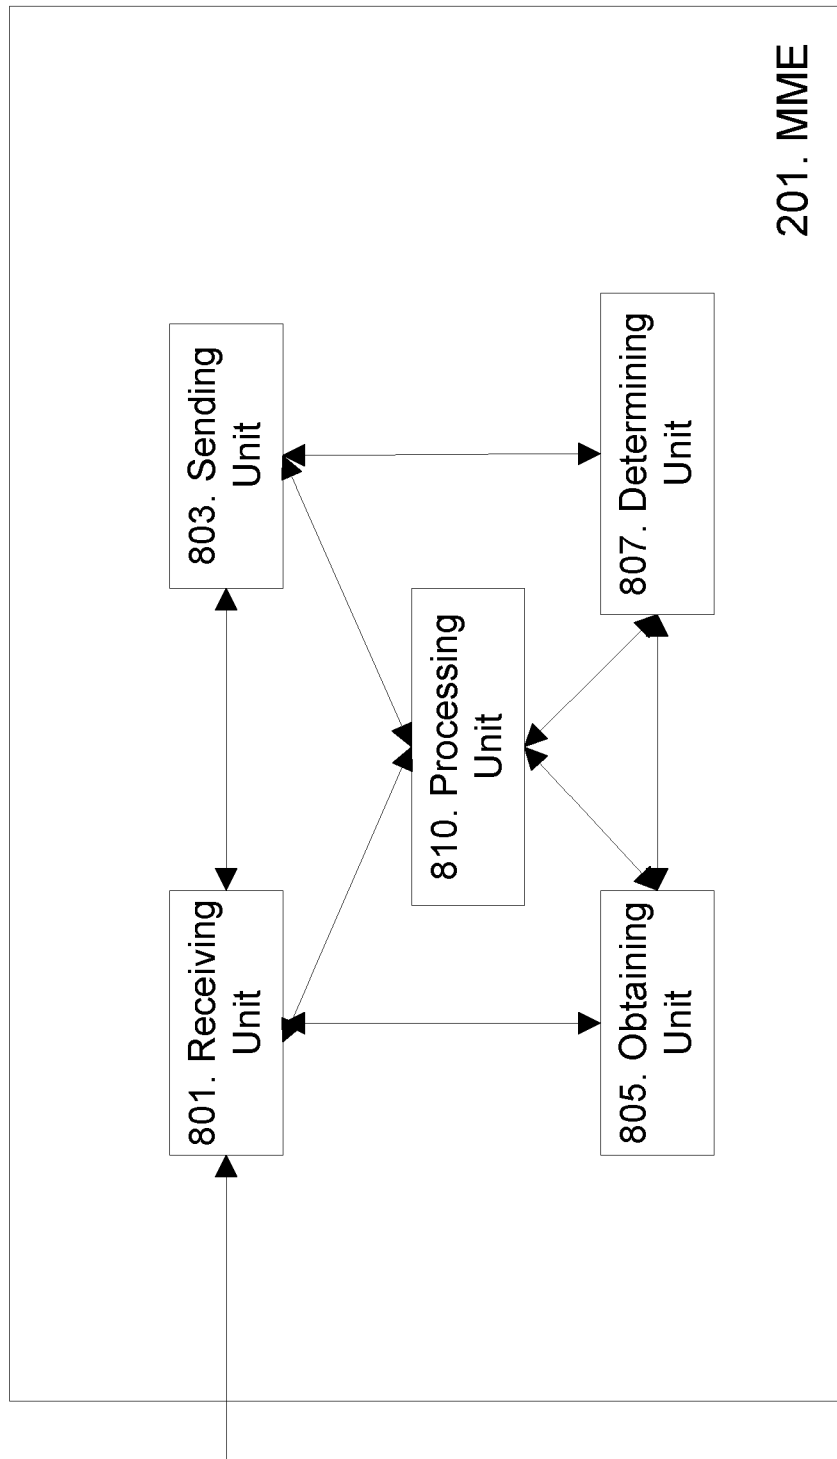 801. Receiving
Unit
803. Sending
Unit
810. Processing
Unit
805. Obtaining
Unit
807. Determining
Unit
201. MME